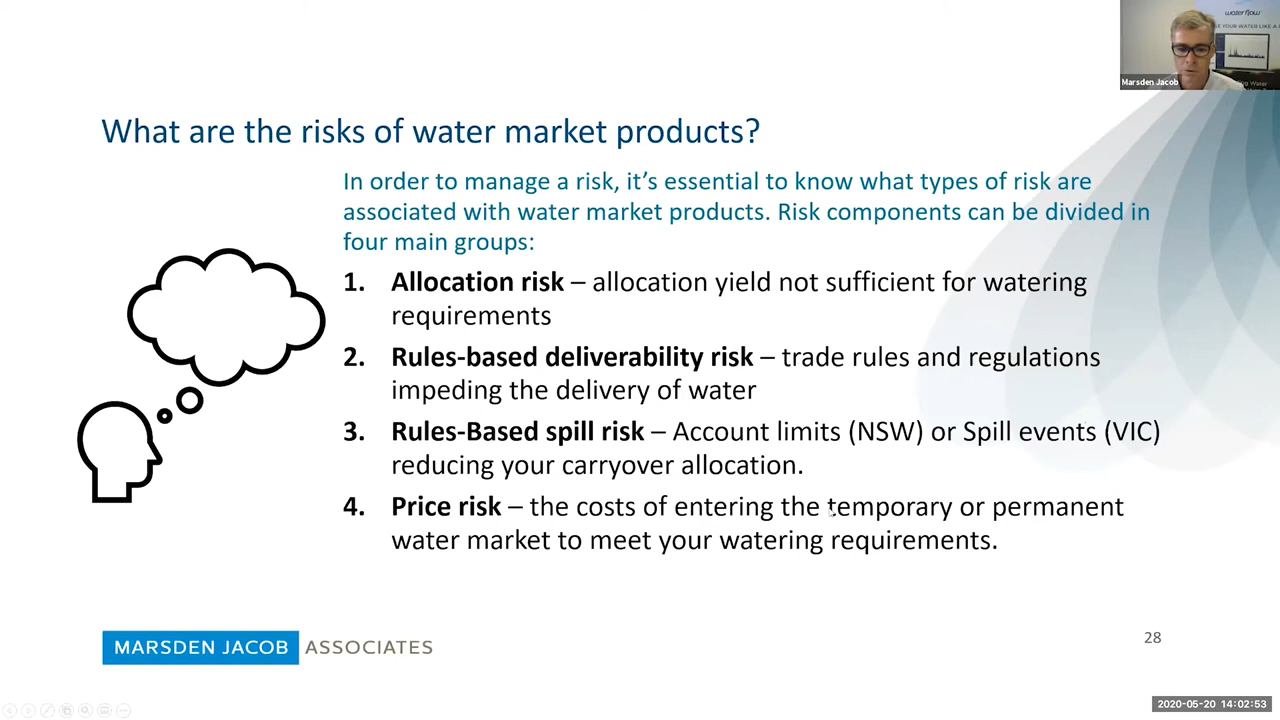 waterflow
YOUR WATER LIKE A
Marsden Jacob
What are the risks of water market products?
In order to manage a risk, it's essential to know what types of risk are
associated with water market products. Risk components can be divided in
four main groups:
1. Allocation risk – allocation yield not sufficient for watering
requirements
2. Rules-based deliverability risk – trade rules and regulations
impeding the delivery of water
3. Rules-Based spill risk – Account limits (NSW) or Spill events (VIC)
reducing your carryover allocation.
4. Price risk – the costs of entering the temporary or permanent
water market to meet your watering requirements.
MARSDEN JACOB ASSOCIATES
28
2020-05-20 14:02:53